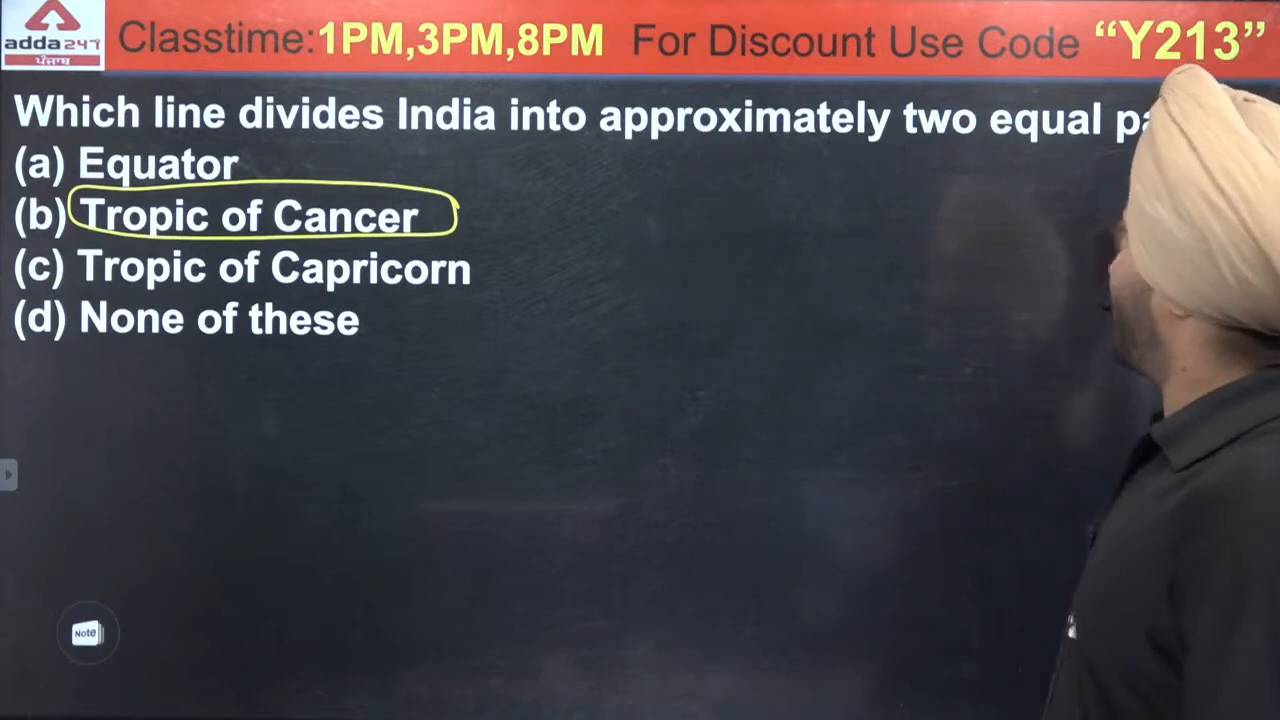 adda247
ਪੰਜਾਬ
Classtime:1PM,3PM,8PM For Discount Use Code “Y213”
Which line divides India into approximately two equal
(a) Equator
(b) Tropic of Cancer
(c) Tropic of Capricorn
(d) None of these
Note